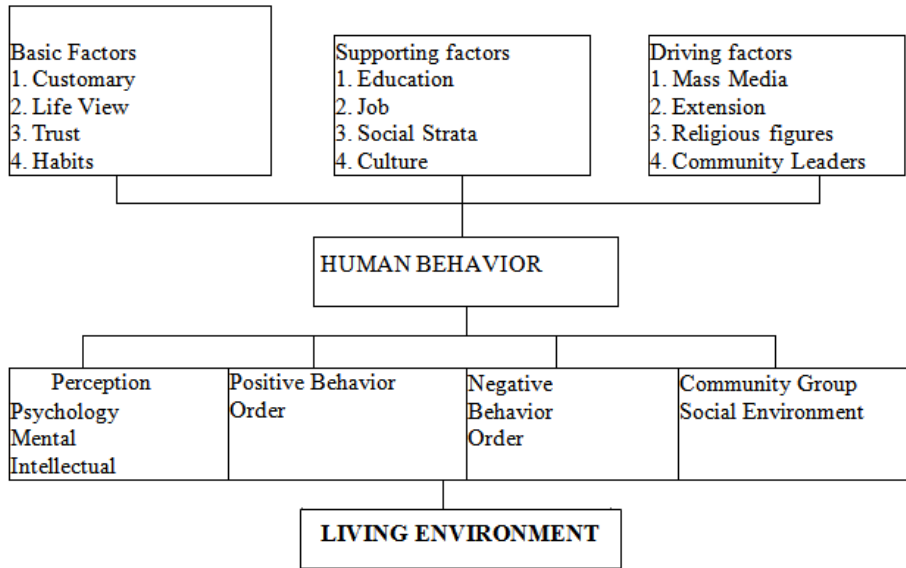 Basic Factors
1. Customary
2. Life View
3. Trust
4. Habits
Supporting factors
1. Education
2. Job
3. Social Strata
4. Culture
Driving factors
1. Mass Media
2. Extension
3. Religious figures
4. Community Leaders
HUMAN BEHAVIOR
Perception
Psychology
Mental
Intellectual
Positive Behavior
Order
Negative
Behavior
Order
Community Group
Social Environment
LIVING ENVIRONMENT